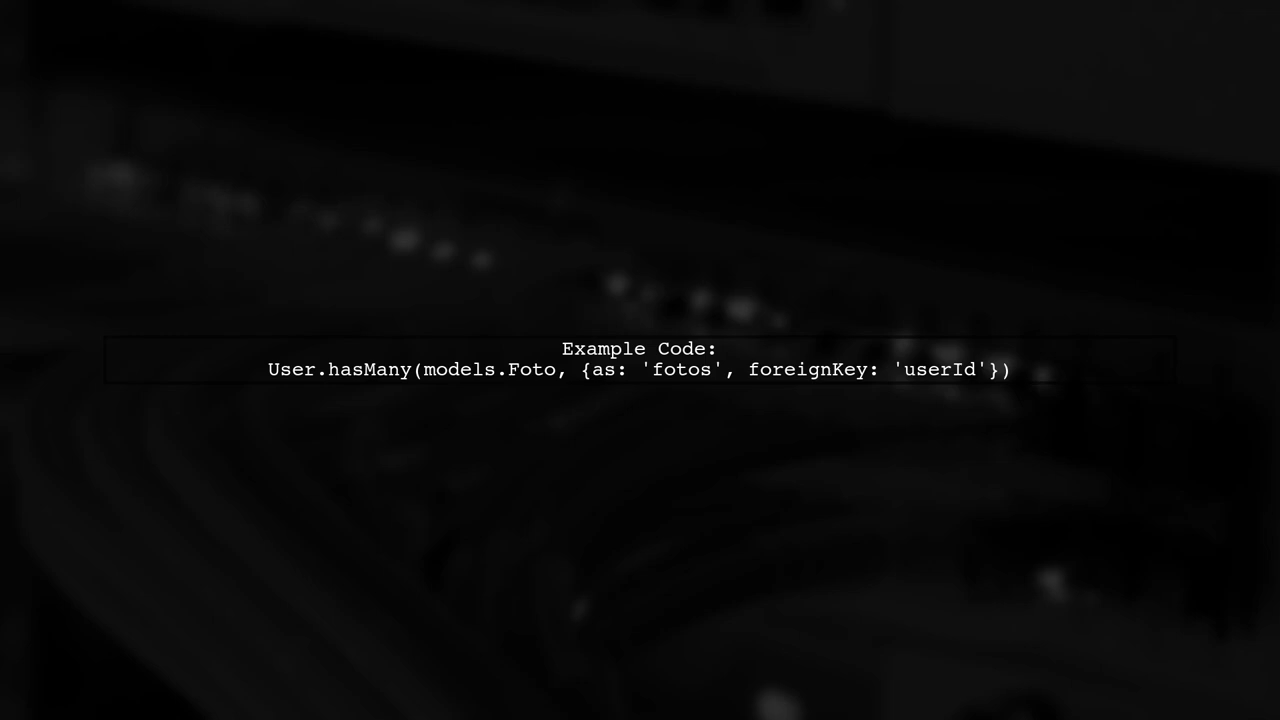 Example Code:
User.hasMany(models.Foto, {as: 'fotos', foreignKey: 'userId'})